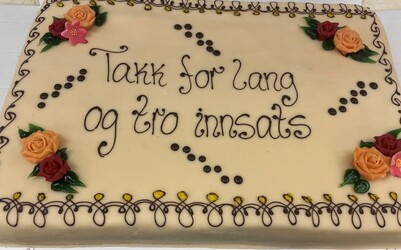 Takk for lang
og tro innsats